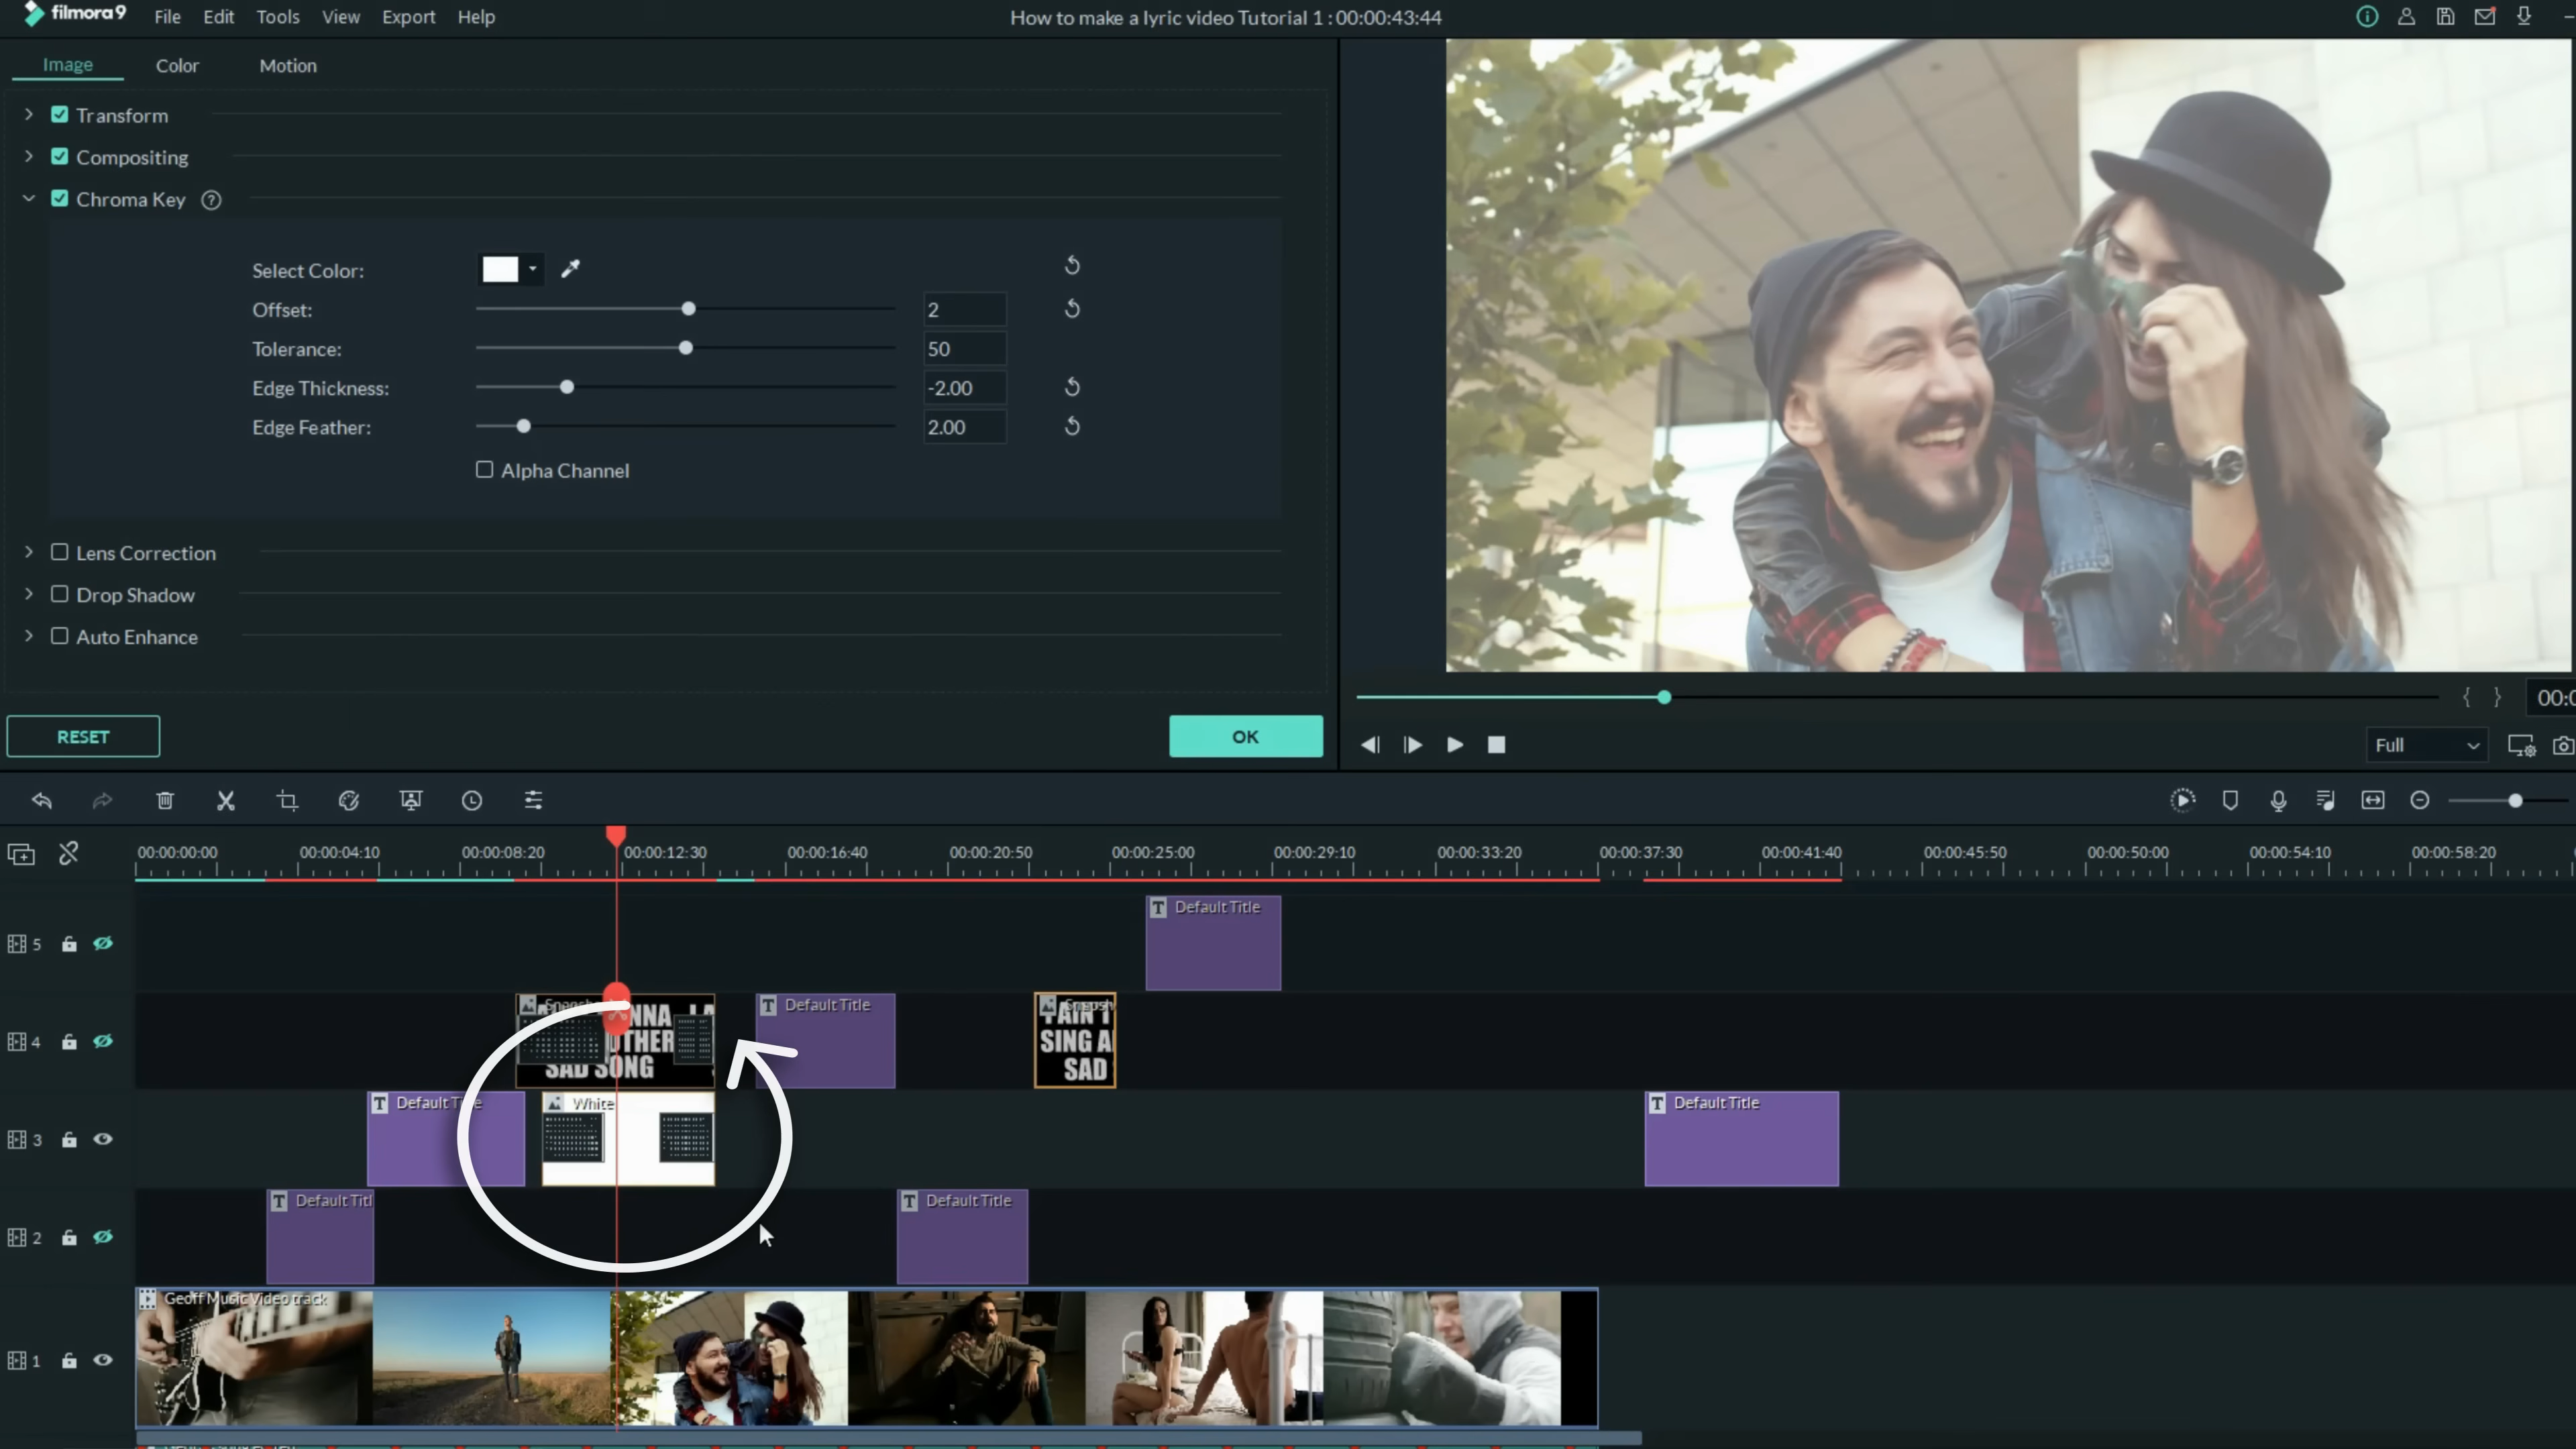 filmora9 File Edit Tools View Export Help How to make a lyric video Tutorial 1 : 00:00:43:44
Image Color Motion
Transform
Compositing
Chroma Key ?
Select Color:
Offset: 2
Tolerance: 50
Edge Thickness: -2.00
Edge Feather: 2.00
Alpha Channel
Lens Correction
Drop Shadow
Auto Enhance
RESET OK
Full
00:00:00:00 00:00:04:10 00:00:08:20 00:00:12:30 00:00:16:40 00:00:20:50 00:00:25:00 00:00:29:10 00:00:33:20 00:00:37:30 00:00:41:40 00:00:45:50 00:00:50:00 00:00:54:10 00:00:58:20
5 T Default Title
4 T Default Title
SAD SONG
AIN'T
SING A
SAD
3 T Default Title White T Default Title
2 T Default Titl T Default Title
Geoff Music Video track
1